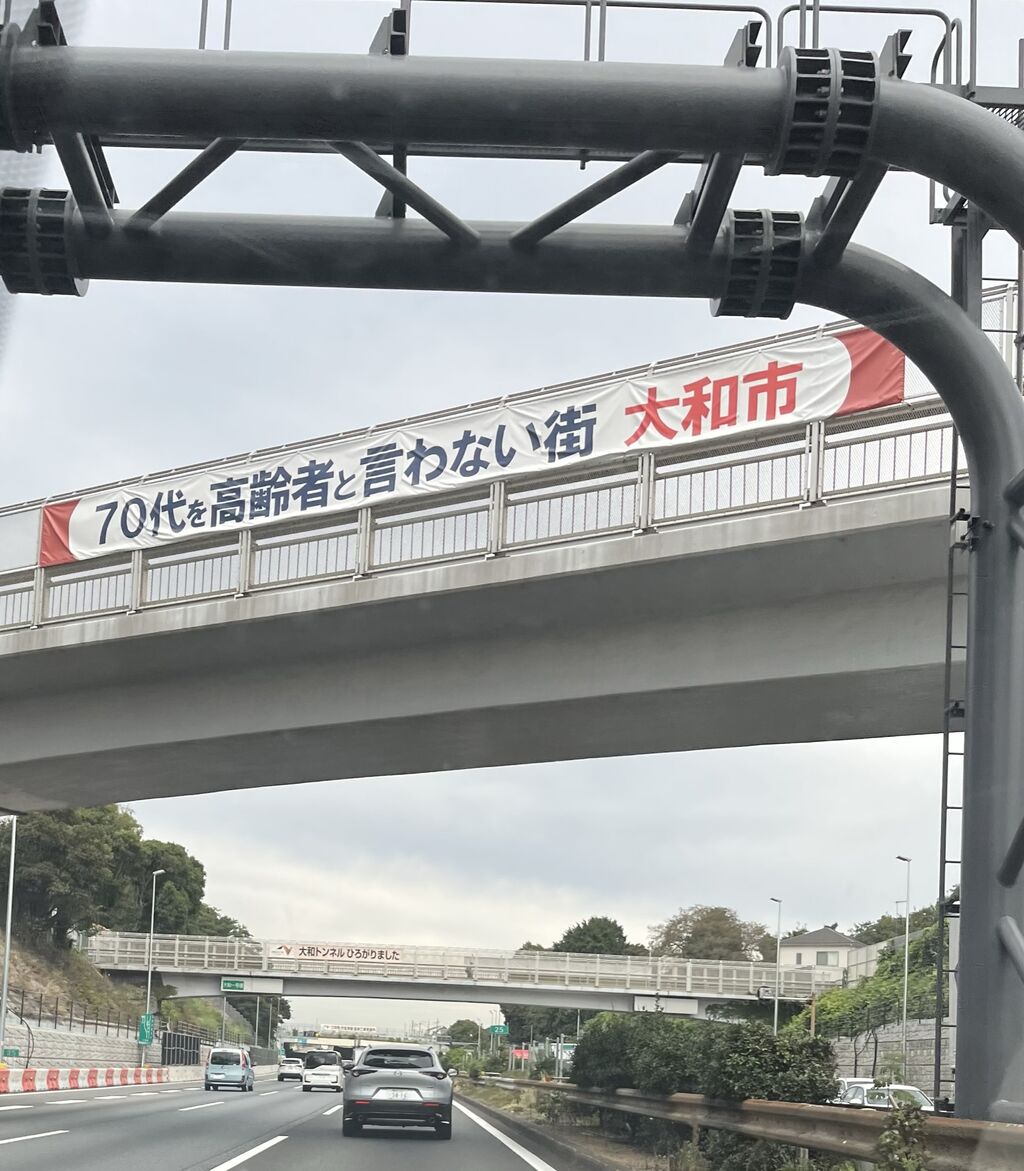 70代を高齢者と言わない街 大和市
大和トンネル ひろがりました
25